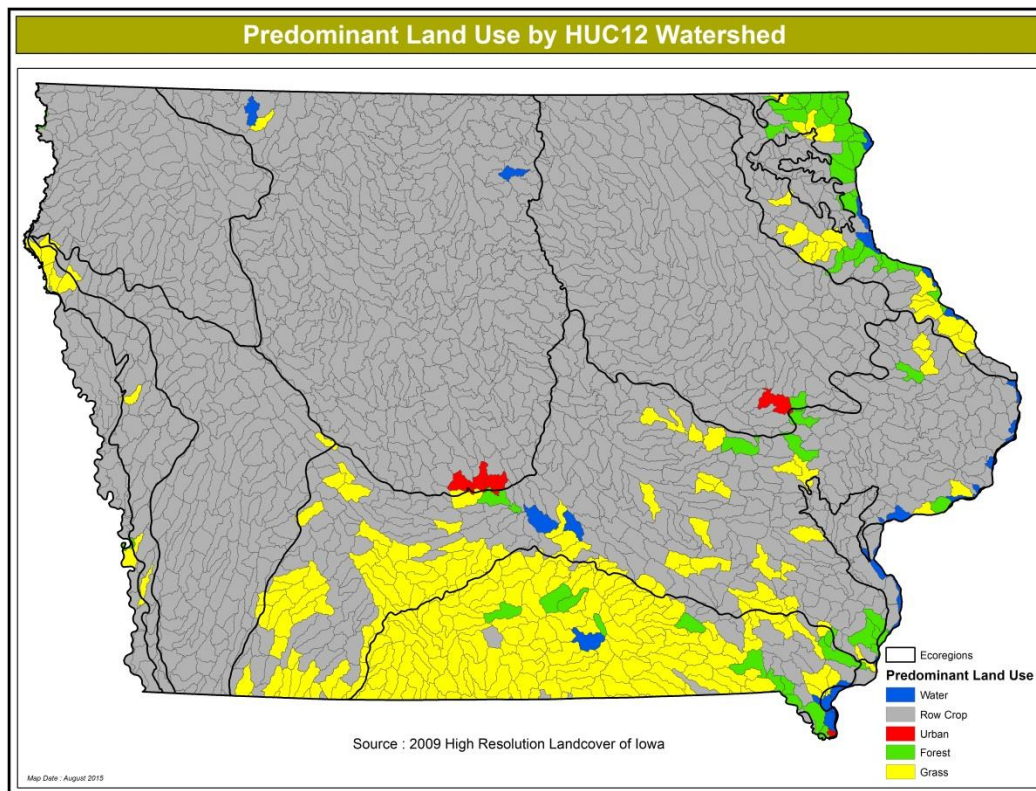 Predominant Land Use by HUC12 Watershed
Ecoregions
Predominant Land Use
Water
Row Crop
Urban
Forest
Grass
Source : 2009 High Resolution Landcover of Iowa
Map Date : August 2015